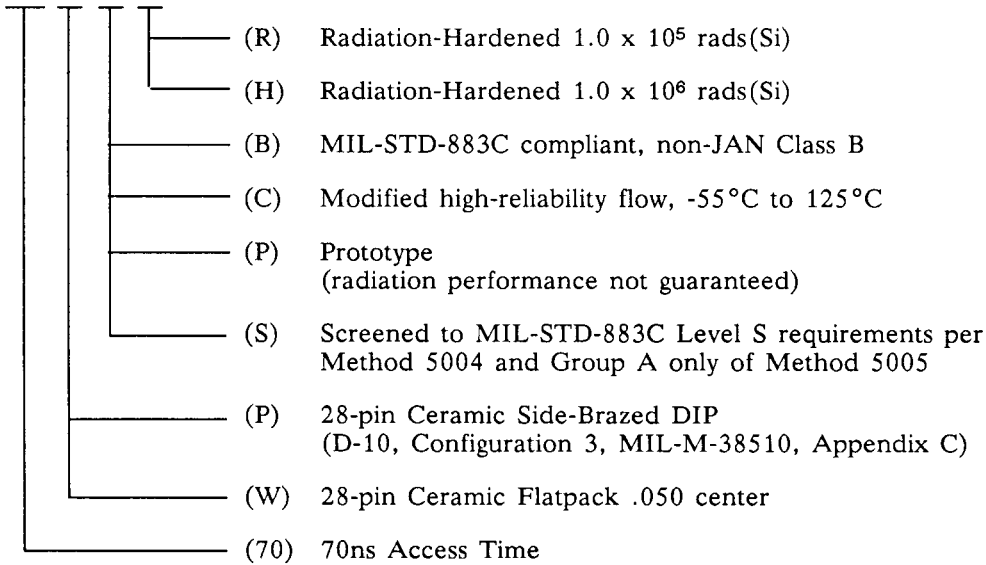 (R) Radiation-Hardened 1.0 x 10⁵ rads(Si)
(H) Radiation-Hardened 1.0 x 10⁶ rads(Si)
(B) MIL-STD-883C compliant, non-JAN Class B
(C) Modified high-reliability flow, -55°C to 125°C
(P) Prototype
(radiation performance not guaranteed)
(S) Screened to MIL-STD-883C Level S requirements per
Method 5004 and Group A only of Method 5005
(P) 28-pin Ceramic Side-Brazed DIP
(D-10, Configuration 3, MIL-M-38510, Appendix C)
(W) 28-pin Ceramic Flatpack .050 center
(70) 70ns Access Time